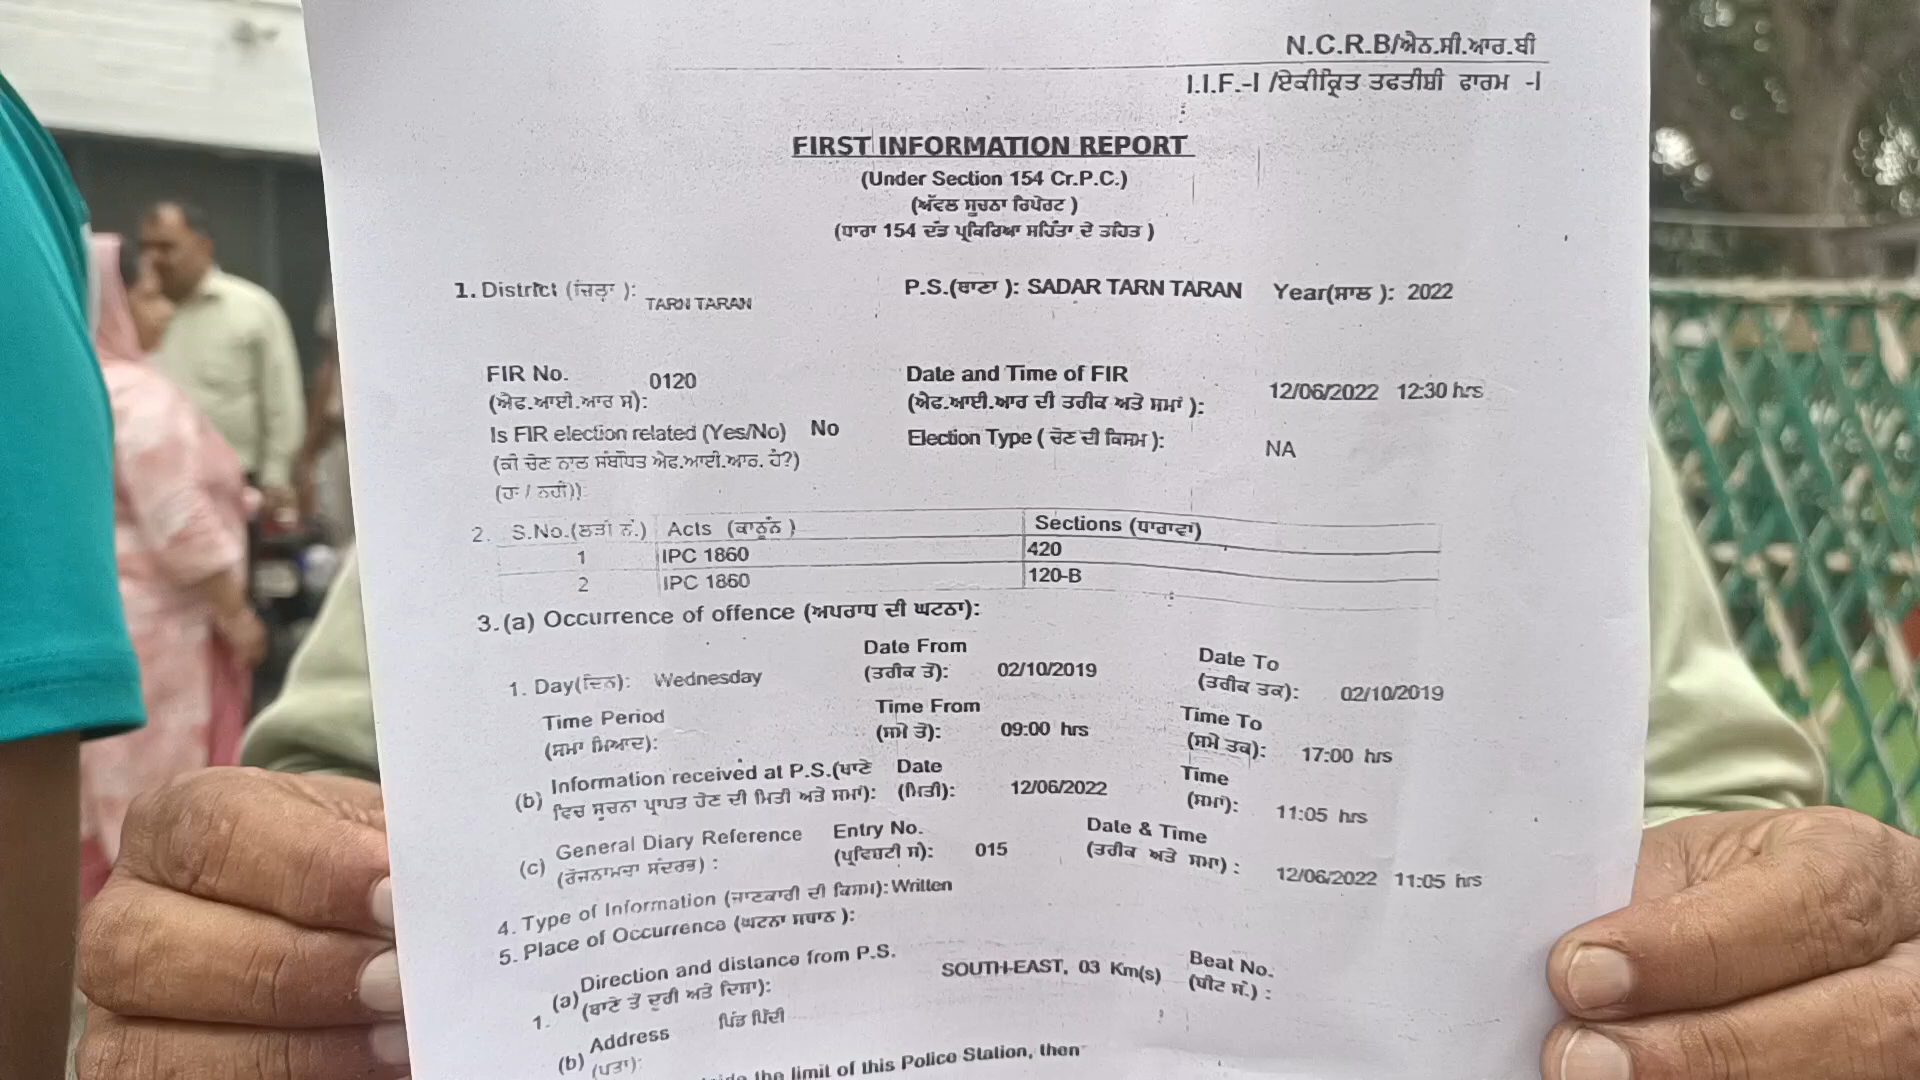 N.C.R.B/ਐਨ.ਸੀ.ਆਰ.ਬੀ
I.I.F.-I /ਏਕੀਕ੍ਰਿਤ ਤਫਤੀਸ਼ੀ ਫਾਰਮ -I
FIRST INFORMATION REPORT
(Under Section 154 Cr.P.C.)
(ਅੱਵਲ ਸੂਚਨਾ ਰਿਪੋਰਟ )
(ਧਾਰਾ 154 ਦੰਡ ਪ੍ਰਕਿਰਿਆ ਸਹਿੰਤਾ ਦੇ ਤਹਿਤ )
1. District (ਜ਼ਿਲ੍ਹਾ ): TARN TARAN P.S.(ਥਾਣਾ ): SADAR TARN TARAN Year(ਸਾਲ ): 2022
FIR No. 0120 Date and Time of FIR 12/06/2022 12:30 hrs
(ਐਫ.ਆਈ.ਆਰ ਸ): (ਐਫ.ਆਈ.ਆਰ ਦੀ ਤਰੀਕ ਅਤੇ ਸਮਾਂ ):
Is FIR election related (Yes/No) No Election Type ( ਚੋਣ ਦੀ ਕਿਸਮ ): NA
(ਕੀ ਚੋਣ ਨਾਲ ਸੰਬੰਧਿਤ ਐਫ.ਆਈ.ਆਰ. ਹੈ?)
(ਹਾਂ / ਨਹੀਂ)):
2. S.No.(ਲੜੀ ਨੰ.) Acts (ਕਾਨੂੰਨ ) Sections (ਧਾਰਾਵਾਂ)
1 IPC 1860 420
2 IPC 1860 120-B
3.(a) Occurrence of offence (ਅਪਰਾਧ ਦੀ ਘਟਨਾ):
1. Day(ਦਿਨ): Wednesday Date From (ਤਰੀਕ ਤੋਂ): 02/10/2019 Date To (ਤਰੀਕ ਤਕ): 02/10/2019
Time Period (ਸਮਾ ਮਿਆਦ): Time From (ਸਮੇ ਤੋਂ): 09:00 hrs Time To (ਸਮੇ ਤਕ): 17:00 hrs
(b) Information received at P.S.(ਥਾਣੇ Date 12/06/2022 Time 11:05 hrs
ਵਿਚ ਸੂਚਨਾ ਪ੍ਰਾਪਤ ਹੋਣ ਦੀ ਮਿਤੀ ਅਤੇ ਸਮਾਂ): (ਮਿਤੀ): (ਸਮਾਂ):
(c) General Diary Reference Entry No. 015 Date & Time 12/06/2022 11:05 hrs
(ਰੋਜਨਾਮਚਾ ਸੰਦਰਭ) : (ਪ੍ਰਵਿਸ਼ਟੀ ਸੰ): (ਤਰੀਕ ਅਤੇ ਸਮਾ) :
4. Type of Information (ਜਾਣਕਾਰੀ ਦੀ ਕਿਸਮ): Written
5. Place of Occurrence (ਘਟਨਾ ਸਥਾਨ ):
1. (a) Direction and distance from P.S. SOUTH-EAST, 03 Km(s) Beat No.
(ਥਾਣੇ ਤੋਂ ਦੂਰੀ ਅਤੇ ਦਿਸ਼ਾ): (ਬੀਟ ਸੰ.) :
(b) Address ਪਿੰਡ ਪਿੱਦੀ
(ਪਤਾ):
the limit of this Police Station, then